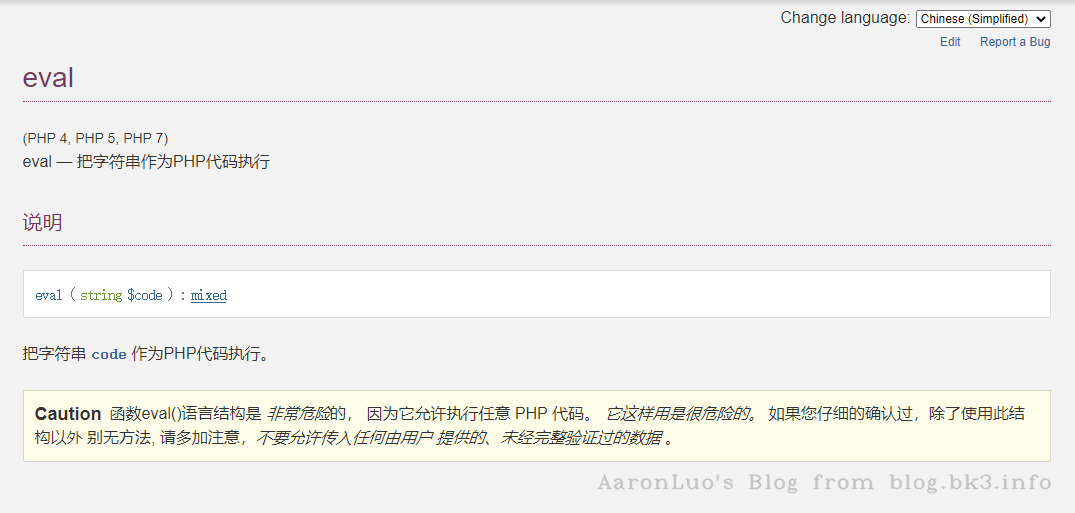 Change language: Chinese (Simplified)
Edit Report a Bug
eval
(PHP 4, PHP 5, PHP 7)
eval — 把字符串作为PHP代码执行
说明
eval ( string $code ) : mixed
把字符串 code 作为PHP代码执行。
Caution 函数eval()语言结构是 非常危险的， 因为它允许执行任意 PHP 代码。 它这样用是很危险的。 如果您仔细的确认过，除了使用此结
构以外 别无方法, 请多加注意，不要允许传入任何由用户 提供的、未经完整验证过的数据 。
AaronLuo's Blog from blog.bk3.info